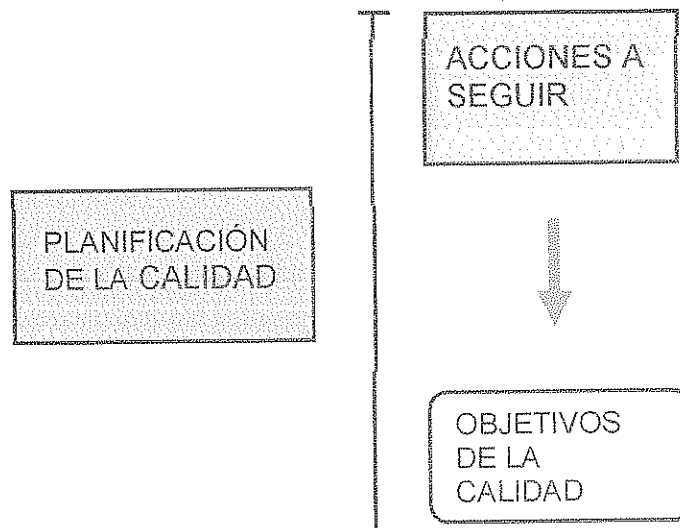 PLANIFICACIÓN
DE LA CALIDAD
ACCIONES A
SEGUIR
OBJETIVOS
DE LA
CALIDAD